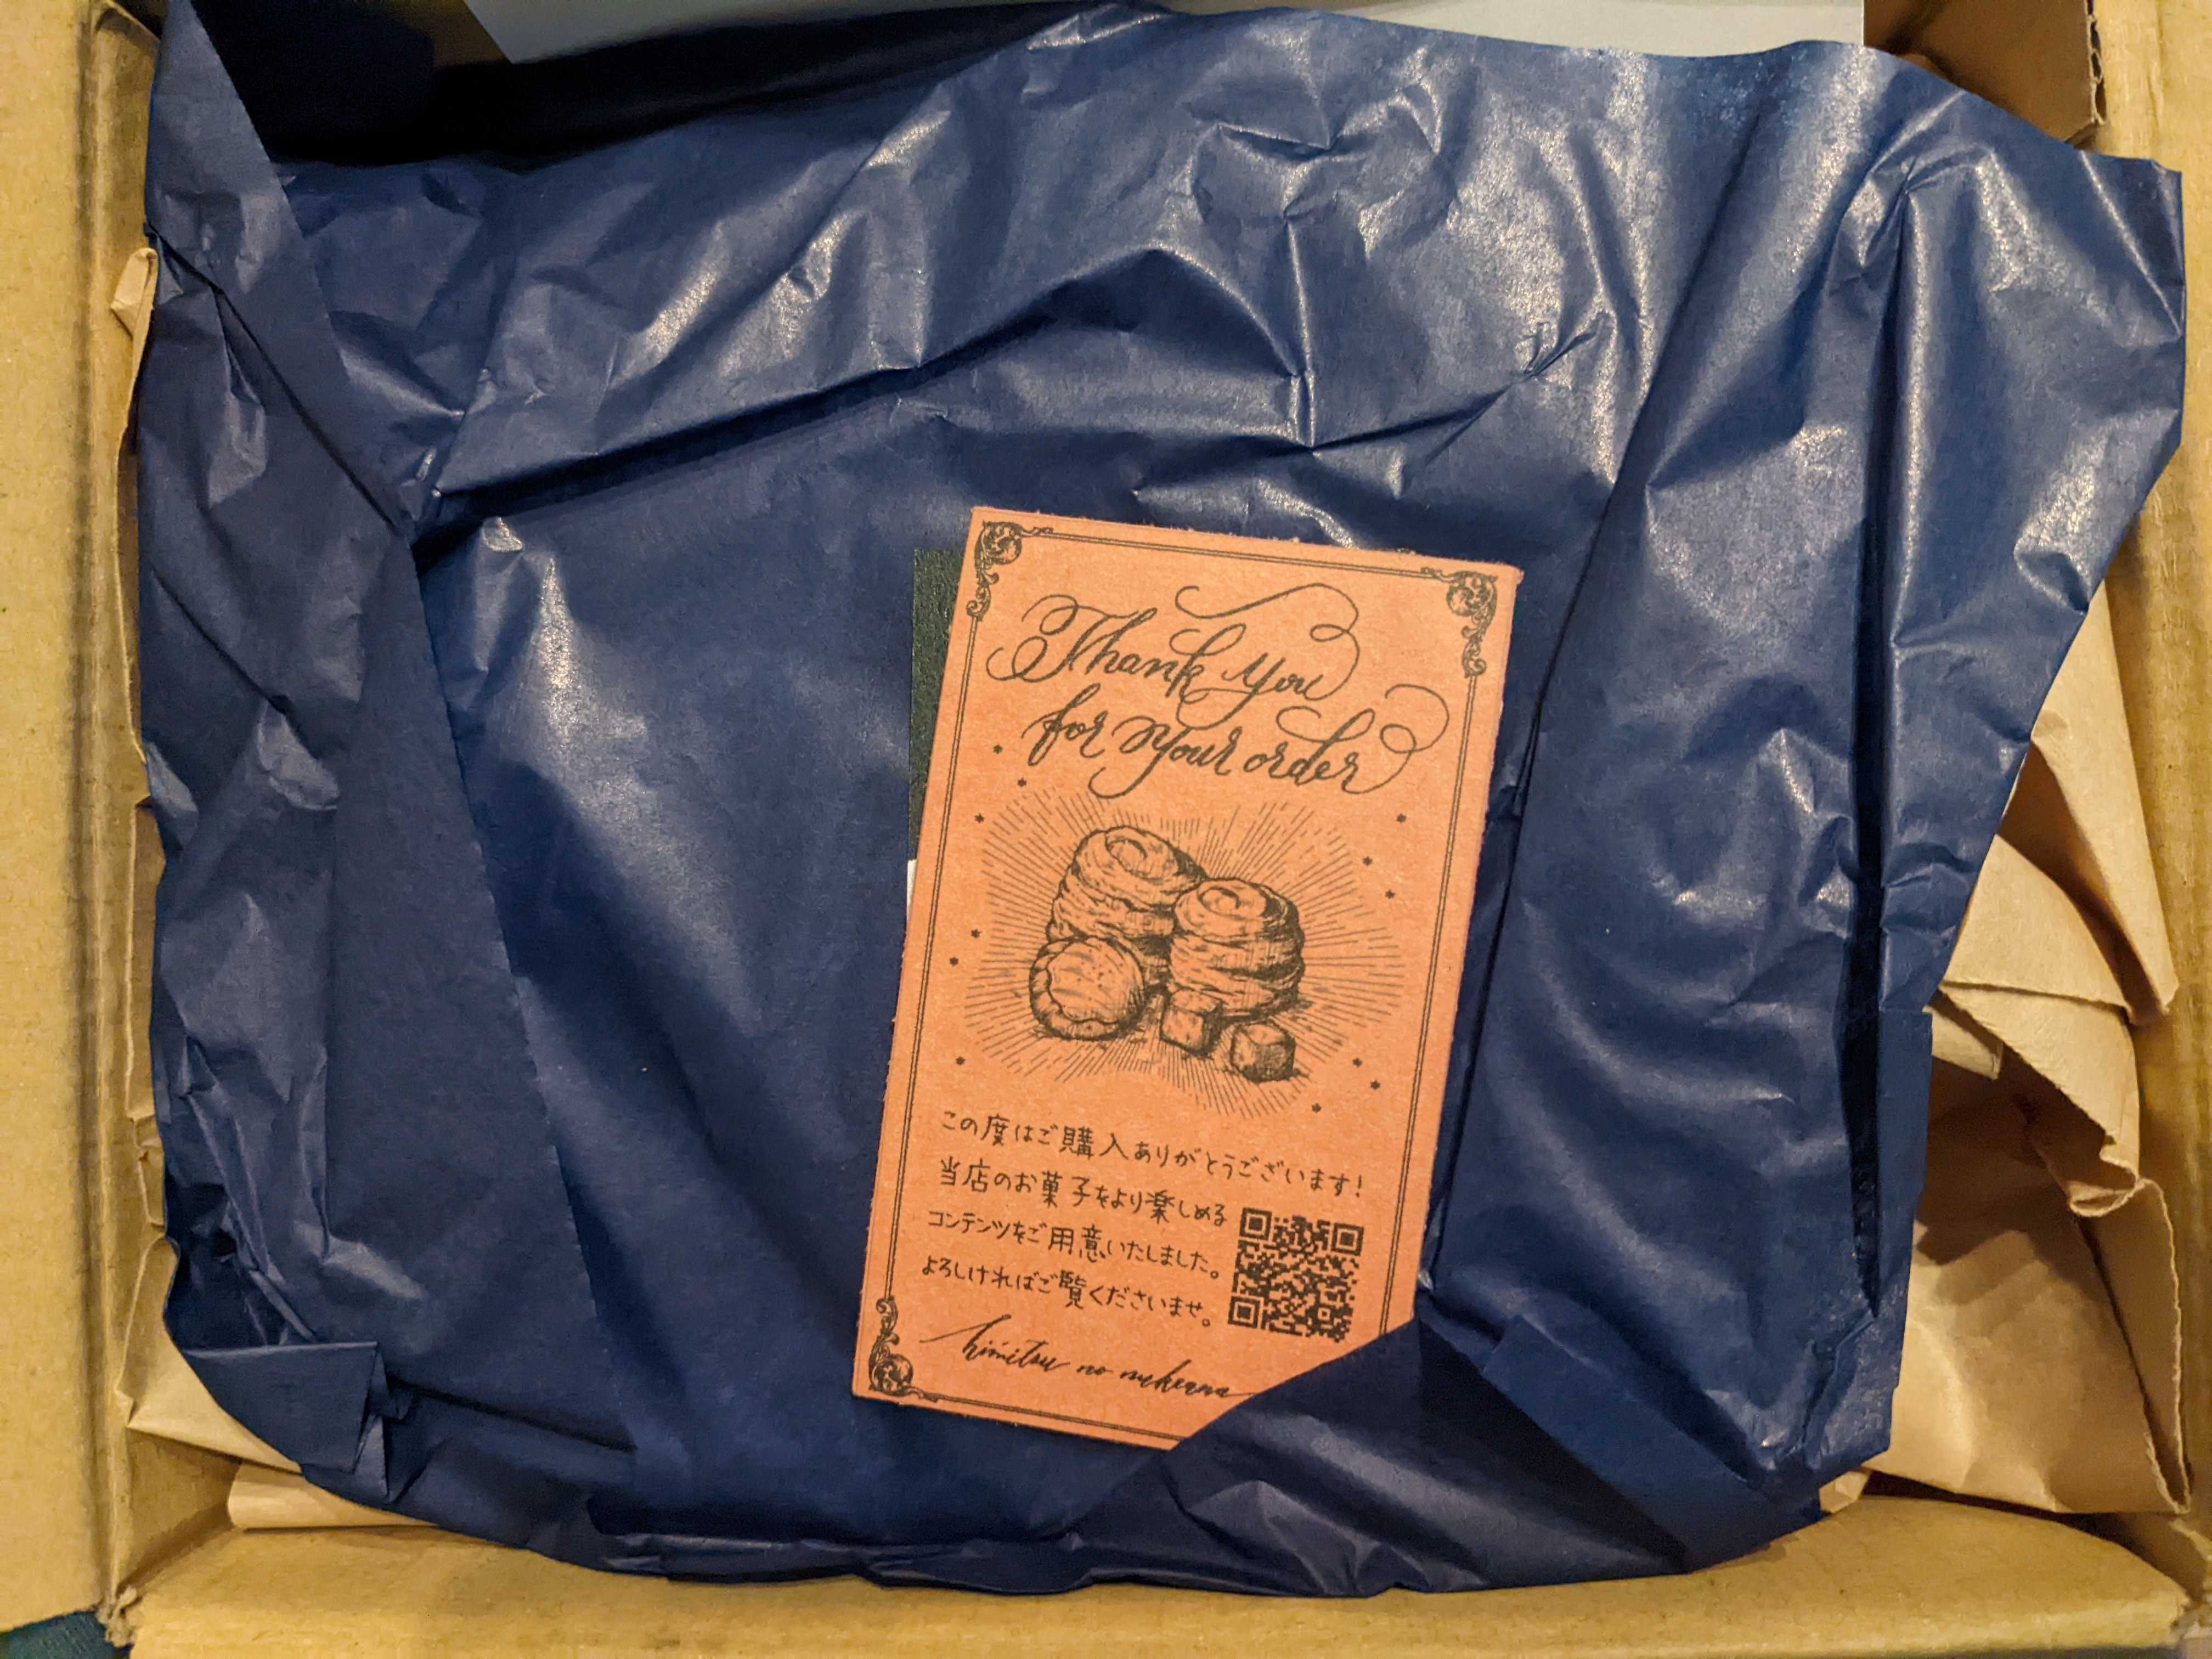 Thank you
for your order
この度はご購入ありがとうございます!
当店のお菓子をより楽しめる
コンテンツをご用意いたしました。
よろしければご覧くださいませ。
himitsu no nukeana